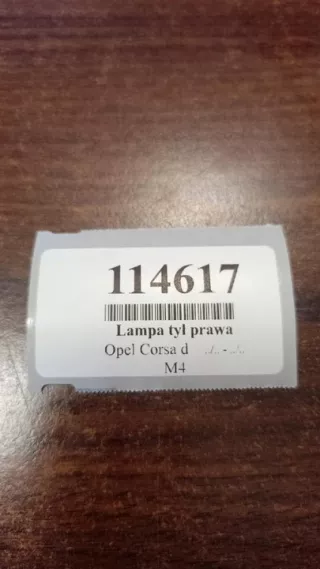 114617
Lampa tyl prawa
Opel Corsa d ../.. - ../..
M4